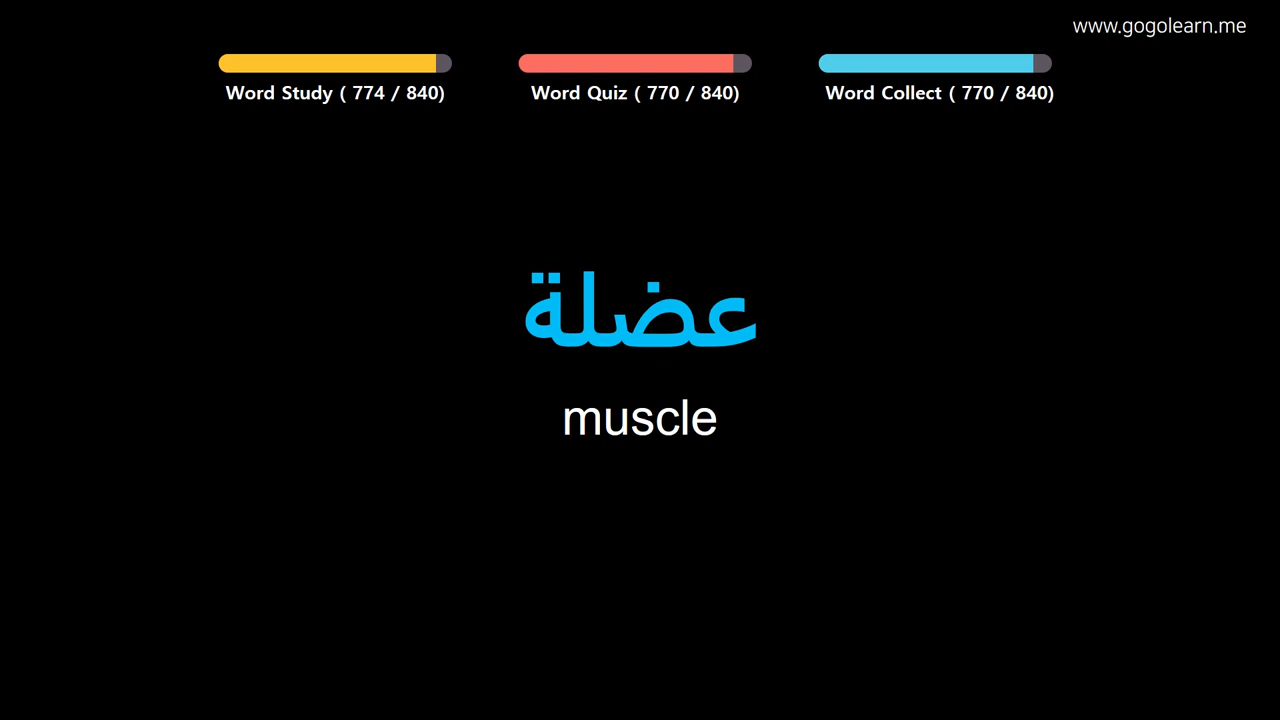 www.gogolearn.me
Word Study ( 774 / 840)
Word Quiz ( 770 / 840)
Word Collect ( 770 / 840)
عضلة
muscle